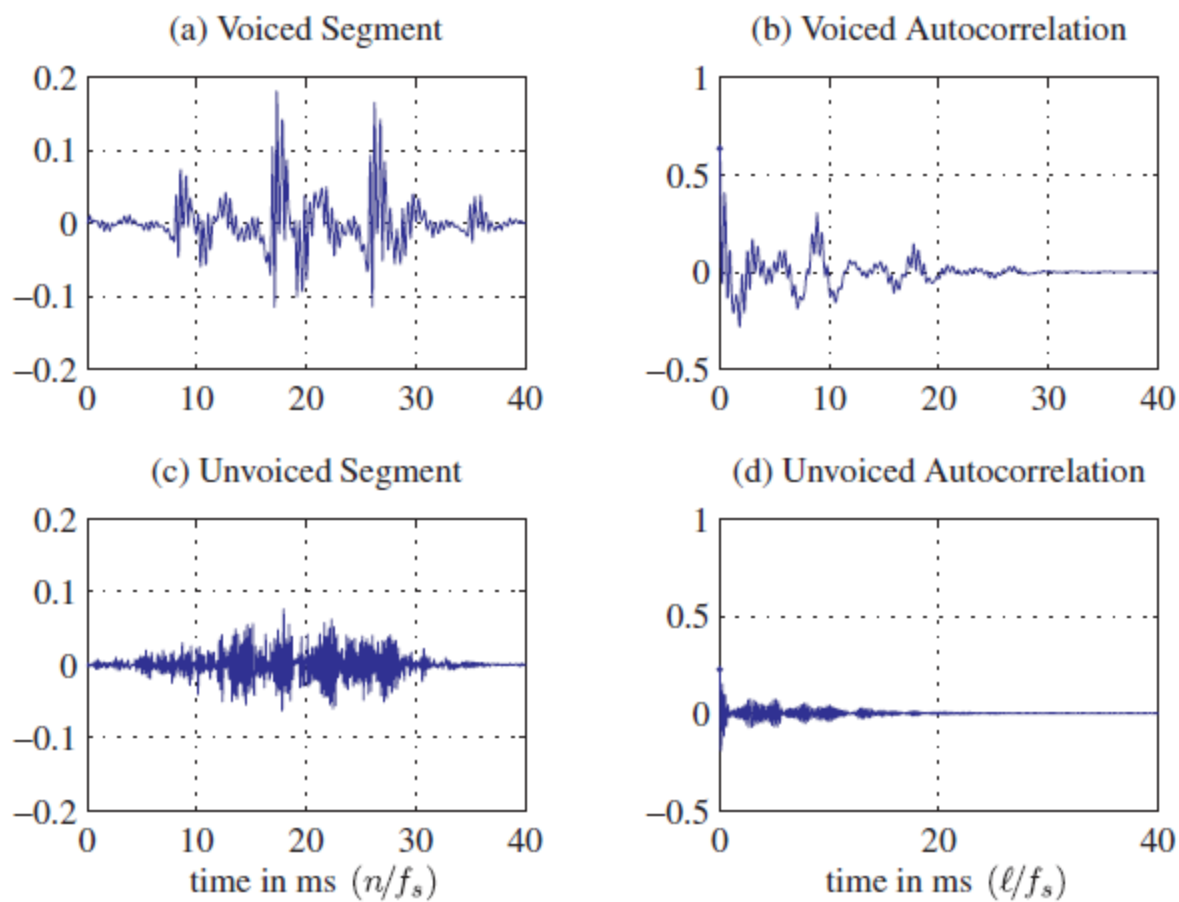 (a) Voiced Segment
(b) Voiced Autocorrelation
0.2
0.1
0
−0.1
−0.2
0 10 20 30 40
1
0.5
0
−0.5
0 10 20 30 40
(c) Unvoiced Segment
(d) Unvoiced Autocorrelation
0.2
0.1
0
−0.1
−0.2
0 10 20 30 40
time in ms (n/fs)
1
0.5
0
−0.5
0 20 40
time in ms (ℓ/fs)